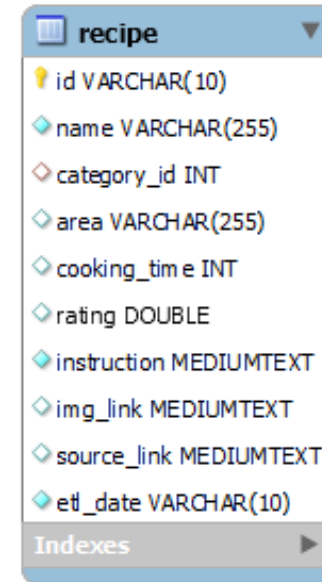 recipe
id VARCHAR(10)
name VARCHAR(255)
category_id INT
area VARCHAR(255)
cooking_time INT
rating DOUBLE
instruction MEDIUMTEXT
img_link MEDIUMTEXT
source_link MEDIUMTEXT
etl_date VARCHAR(10)
Indexes